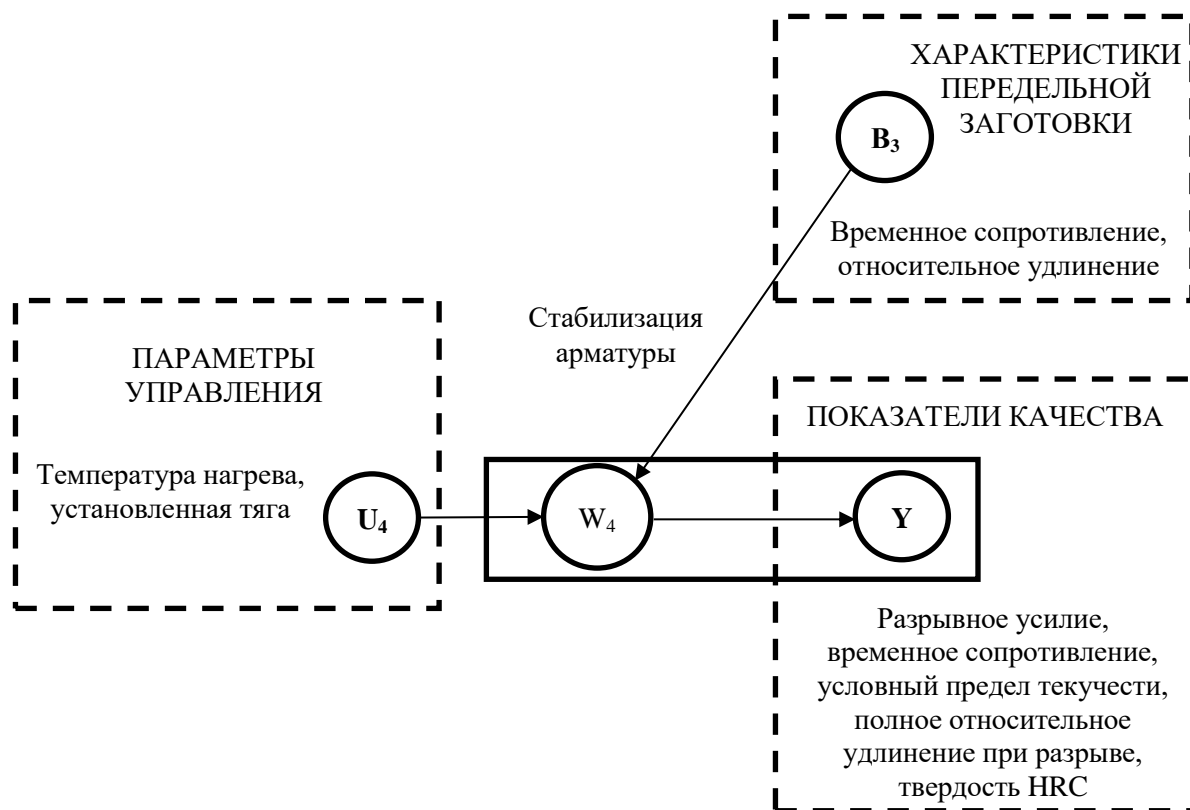 ХАРАКТЕРИСТИКИ
ПЕРЕДЕЛЬНОЙ
ЗАГОТОВКИ
B₃
Временное сопротивление,
относительное удлинение
Стабилизация
арматуры
ПАРАМЕТРЫ
УПРАВЛЕНИЯ
Температура нагрева,
установленная тяга
U₄
W₄
ПОКАЗАТЕЛИ КАЧЕСТВА
Y
Разрывное усилие,
временное сопротивление,
условный предел текучести,
полное относительное
удлинение при разрыве,
твердость HRC